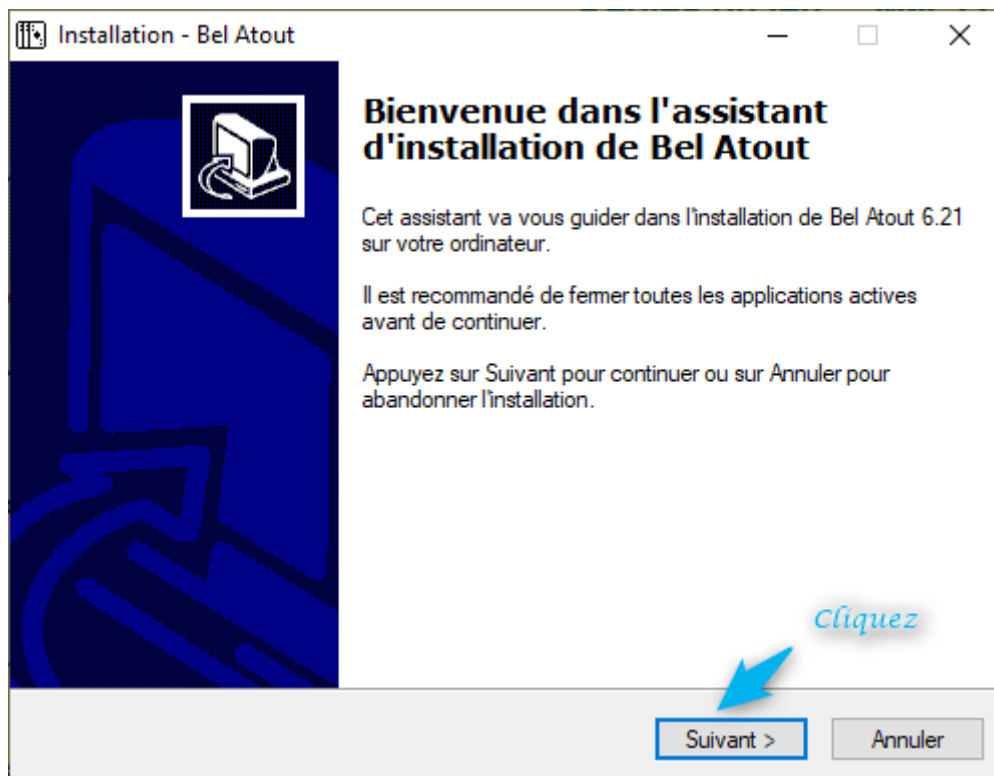 Installation - Bel Atout
Bienvenue dans l'assistant
d'installation de Bel Atout
Cet assistant va vous guider dans l'installation de Bel Atout 6.21
sur votre ordinateur.
Il est recommandé de fermer toutes les applications actives
avant de continuer.
Appuyez sur Suivant pour continuer ou sur Annuler pour
abandonner l'installation.
Cliquez
Suivant >
Annuler